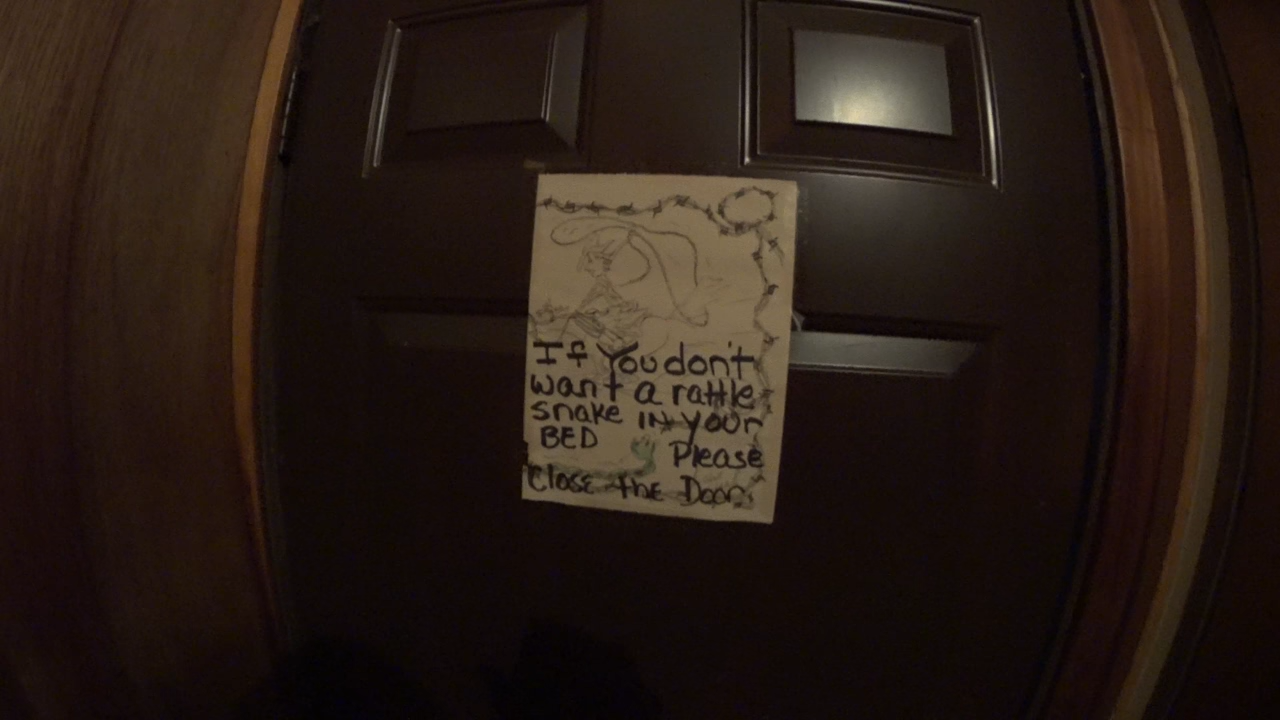 If You don't
want a rattle
snake IN your
BED Please
Close the Door.